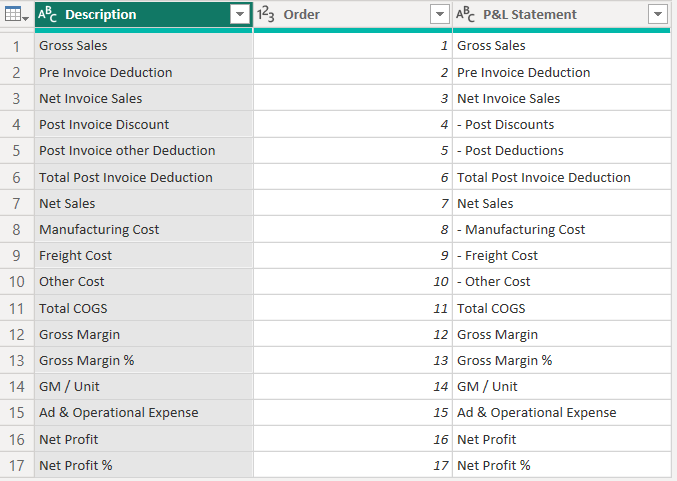 ABC Description 123 Order ABC P&L Statement
1 Gross Sales 1 Gross Sales
2 Pre Invoice Deduction 2 Pre Invoice Deduction
3 Net Invoice Sales 3 Net Invoice Sales
4 Post Invoice Discount 4 - Post Discounts
5 Post Invoice other Deduction 5 - Post Deductions
6 Total Post Invoice Deduction 6 Total Post Invoice Deduction
7 Net Sales 7 Net Sales
8 Manufacturing Cost 8 - Manufacturing Cost
9 Freight Cost 9 - Freight Cost
10 Other Cost 10 - Other Cost
11 Total COGS 11 Total COGS
12 Gross Margin 12 Gross Margin
13 Gross Margin % 13 Gross Margin %
14 GM / Unit 14 GM / Unit
15 Ad & Operational Expense 15 Ad & Operational Expense
16 Net Profit 16 Net Profit
17 Net Profit % 17 Net Profit %